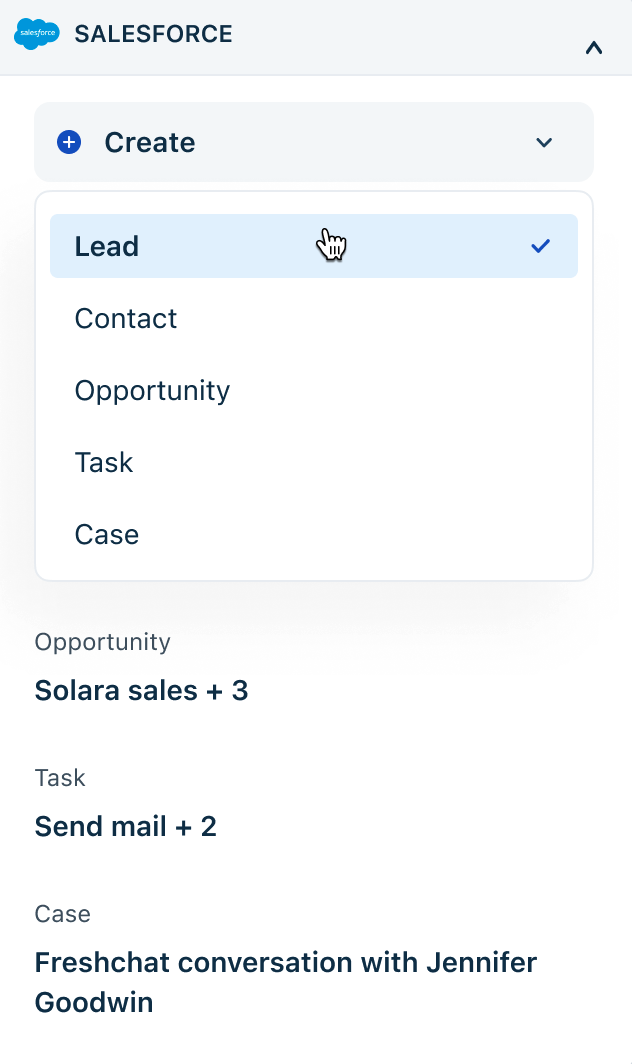 salesforce SALESFORCE
Create
Lead
Contact
Opportunity
Task
Case
Opportunity
Solara sales + 3
Task
Send mail + 2
Case
Freshchat conversation with Jennifer
Goodwin